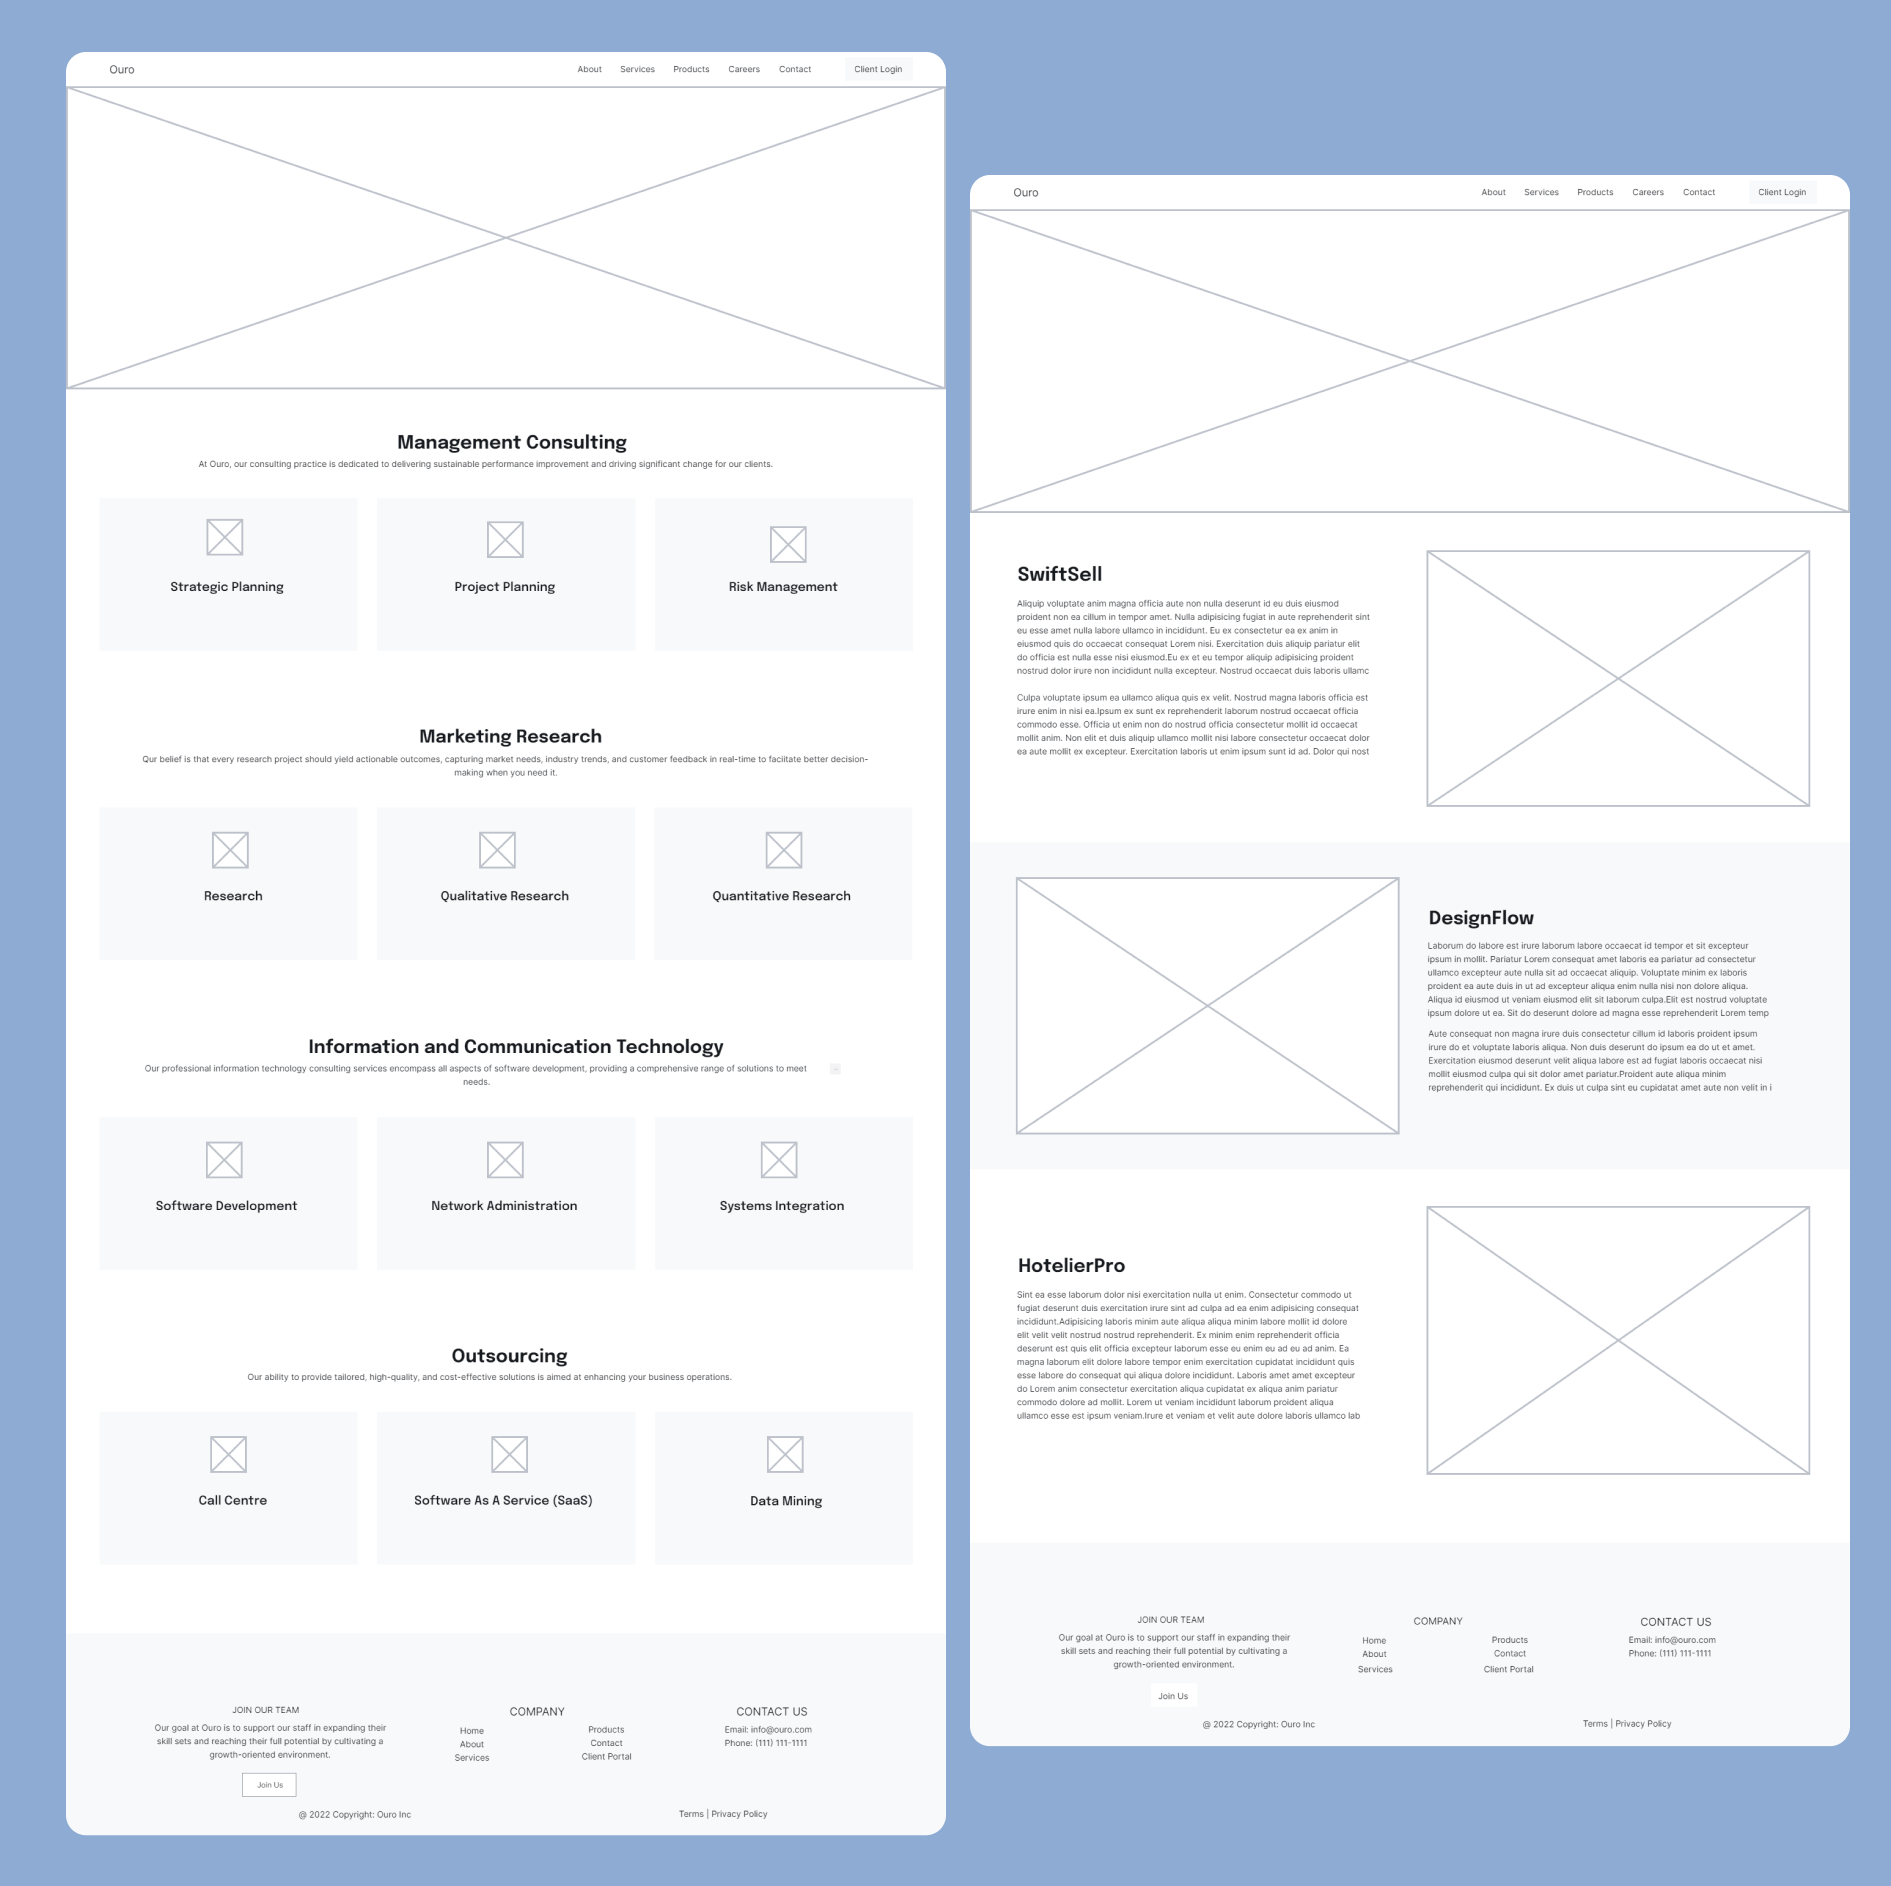 Ouro
About Services Products Careers Contact Client Login
Management Consulting
At Ouro, our consulting practice is dedicated to delivering sustainable performance improvement and driving significant change for our clients.
Strategic Planning
Project Planning
Risk Management
Marketing Research
Qur belief is that every research project should yield actionable outcomes, capturing market needs, industry trends, and customer feedback in real-time to faciitate better decision-
making when you need it.
Research
Qualitative Research
Quantitative Research
Information and Communication Technology
Our professional information technology consulting services encompass all aspects of software development, providing a comprehensive range of solutions to meet
needs.
Software Development
Network Administration
Systems Integration
Outsourcing
Our ability to provide tailored, high-quality, and cost-effective solutions is aimed at enhancing your business operations.
Call Centre
Software As A Service (SaaS)
Data Mining
JOIN OUR TEAM
Our goal at Ouro is to support our staff in expanding their
skill sets and reaching their full potential by cultivating a
growth-oriented environment.
Join Us
COMPANY
Home
About
Services
Products
Contact
Client Portal
CONTACT US
Email: info@ouro.com
Phone: (111) 111-1111
@ 2022 Copyright: Ouro Inc
Terms | Privacy Policy
Ouro
About Services Products Careers Contact Client Login
SwiftSell
Aliquip voluptate anim magna officia aute non nulla deserunt id eu duis eiusmod
proident non ea cillum in tempor amet. Nulla adipisicing fugiat in aute reprehenderit sint
eu esse amet nulla labore ullamco in incididunt. Eu ex consectetur ea ex anim in
eiusmod quis do occaecat consequat Lorem nisi. Exercitation duis aliquip pariatur elit
do officia est nulla esse nisi eiusmod.Eu ex et eu tempor aliquip adipisicing proident
nostrud dolor irure non incididunt nulla excepteur. Nostrud occaecat duis laboris ullamc
Culpa voluptate ipsum ea ullamco aliqua quis ex velit. Nostrud magna laboris officia est
irure enim in nisi ea.Ipsum ex sunt ex reprehenderit laborum nostrud occaecat officia
commodo esse. Officia ut enim non do nostrud officia consectetur mollit id occaecat
mollit anim. Non elit et duis aliquip ullamco mollit nisi labore consectetur occaecat dolor
ea aute mollit ex excepteur. Exercitation laboris ut enim ipsum sunt id ad. Dolor qui nost
DesignFlow
Laborum do labore est irure laborum labore occaecat id tempor et sit excepteur
ipsum in mollit. Pariatur Lorem consequat amet laboris ea pariatur ad consectetur
ullamco excepteur aute nulla sit ad occaecat aliquip. Voluptate minim ex laboris
proident ea aute duis in ut ad excepteur aliqua enim nulla nisi non dolore aliqua.
Aliqua id eiusmod ut veniam eiusmod elit sit laborum culpa.Elit est nostrud voluptate
ipsum dolore ut ea. Sit do deserunt dolore ad magna esse reprehenderit Lorem temp
Aute consequat non magna irure duis consectetur cillum id laboris proident ipsum
irure do et voluptate laboris aliqua. Non duis deserunt do ipsum ea do ut et amet.
Exercitation eiusmod deserunt velit aliqua labore est ad fugiat laboris occaecat nisi
mollit eiusmod culpa qui sit dolor amet pariatur.Proident aute aliqua minim
reprehenderit qui incididunt. Ex duis ut culpa sint eu cupidatat amet aute non velit in i
HotelierPro
Sint ea esse laborum dolor nisi exercitation nulla ut enim. Consectetur commodo ut
fugiat deserunt duis exercitation irure sint ad culpa ad ea enim adipisicing consequat
incididunt.Adipisicing laboris minim aute aliqua aliqua minim labore mollit id dolore
elit velit velit nostrud nostrud reprehenderit. Ex minim enim reprehenderit officia
deserunt est quis elit officia excepteur laborum esse eu enim eu ad eu ad anim. Ea
magna laborum elit dolore labore tempor enim exercitation cupidatat incididunt quis
esse labore do consequat qui aliqua dolore incididunt. Laboris amet amet excepteur
do Lorem anim consectetur exercitation aliqua cupidatat ex aliqua anim pariatur
commodo dolore ad mollit. Lorem ut veniam incididunt laborum proident aliqua
ullamco esse est ipsum veniam.Irure et veniam et velit aute dolore laboris ullamco lab
JOIN OUR TEAM
Our goal at Ouro is to support our staff in expanding their
skill sets and reaching their full potential by cultivating a
growth-oriented environment.
Join Us
COMPANY
Home
About
Services
Products
Contact
Client Portal
CONTACT US
Email: info@ouro.com
Phone: (111) 111-1111
@ 2022 Copyright: Ouro Inc
Terms | Privacy Policy